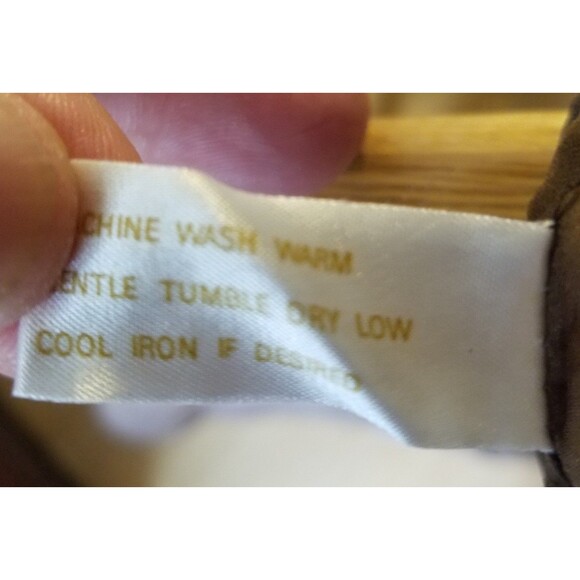 CHINE WASH WARM
ENTLE TUMBLE DRY LOW
COOL IRON IF DESIRED